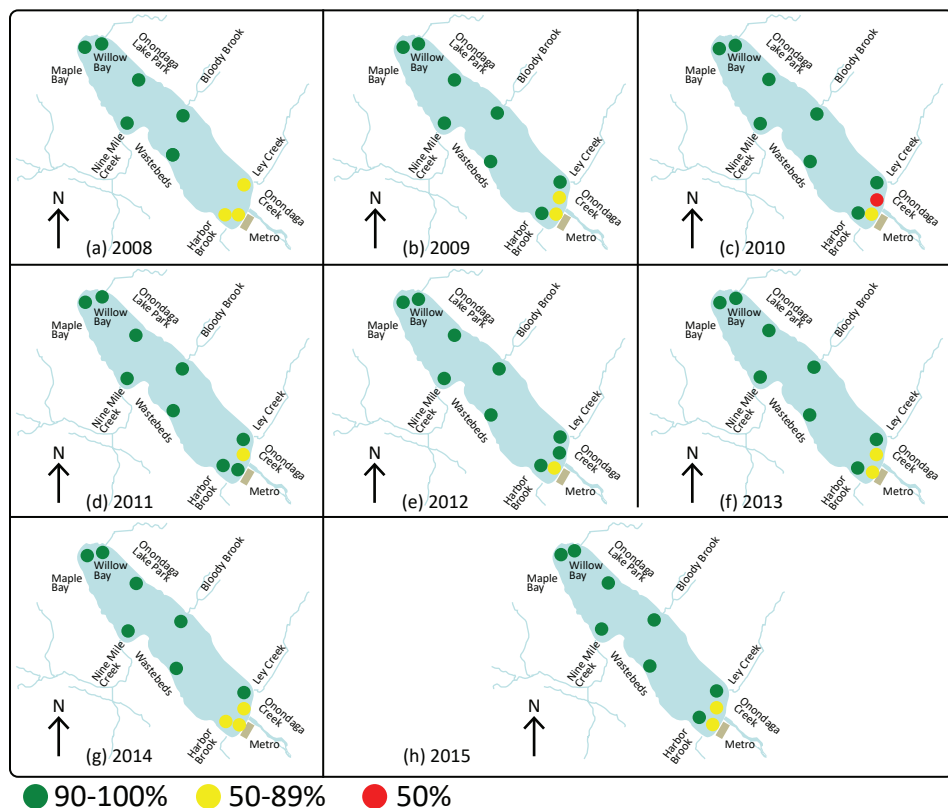 Maple
Bay
Willow
Bay
Onondaga
Lake Park
Bloody Brook
Nine Mile
Creek
Wastebeds
Ley Creek
Onondaga
Creek
Harbor
Brook
Metro
N
(a) 2008
Maple
Bay
Willow
Bay
Onondaga
Lake Park
Bloody Brook
Nine Mile
Creek
Wastebeds
Ley Creek
Onondaga
Creek
Harbor
Brook
Metro
N
(b) 2009
Maple
Bay
Willow
Bay
Onondaga
Lake Park
Bloody Brook
Nine Mile
Creek
Wastebeds
Ley Creek
Onondaga
Creek
Harbor
Brook
Metro
N
(c) 2010
Maple
Bay
Willow
Bay
Onondaga
Lake Park
Bloody Brook
Nine Mile
Creek
Wastebeds
Ley Creek
Onondaga
Creek
Harbor
Brook
Metro
N
(d) 2011
Maple
Bay
Willow
Bay
Onondaga
Lake Park
Bloody Brook
Nine Mile
Creek
Wastebeds
Ley Creek
Onondaga
Creek
Harbor
Brook
Metro
N
(e) 2012
Maple
Bay
Willow
Bay
Onondaga
Lake Park
Bloody Brook
Nine Mile
Creek
Wastebeds
Ley Creek
Onondaga
Creek
Harbor
Brook
Metro
N
(f) 2013
Maple
Bay
Willow
Bay
Onondaga
Lake Park
Bloody Brook
Nine Mile
Creek
Wastebeds
Ley Creek
Onondaga
Creek
Harbor
Brook
Metro
N
(g) 2014
Maple
Bay
Willow
Bay
Onondaga
Lake Park
Bloody Brook
Nine Mile
Creek
Wastebeds
Ley Creek
Onondaga
Creek
Harbor
Brook
Metro
N
(h) 2015
90-100%
50-89%
50%